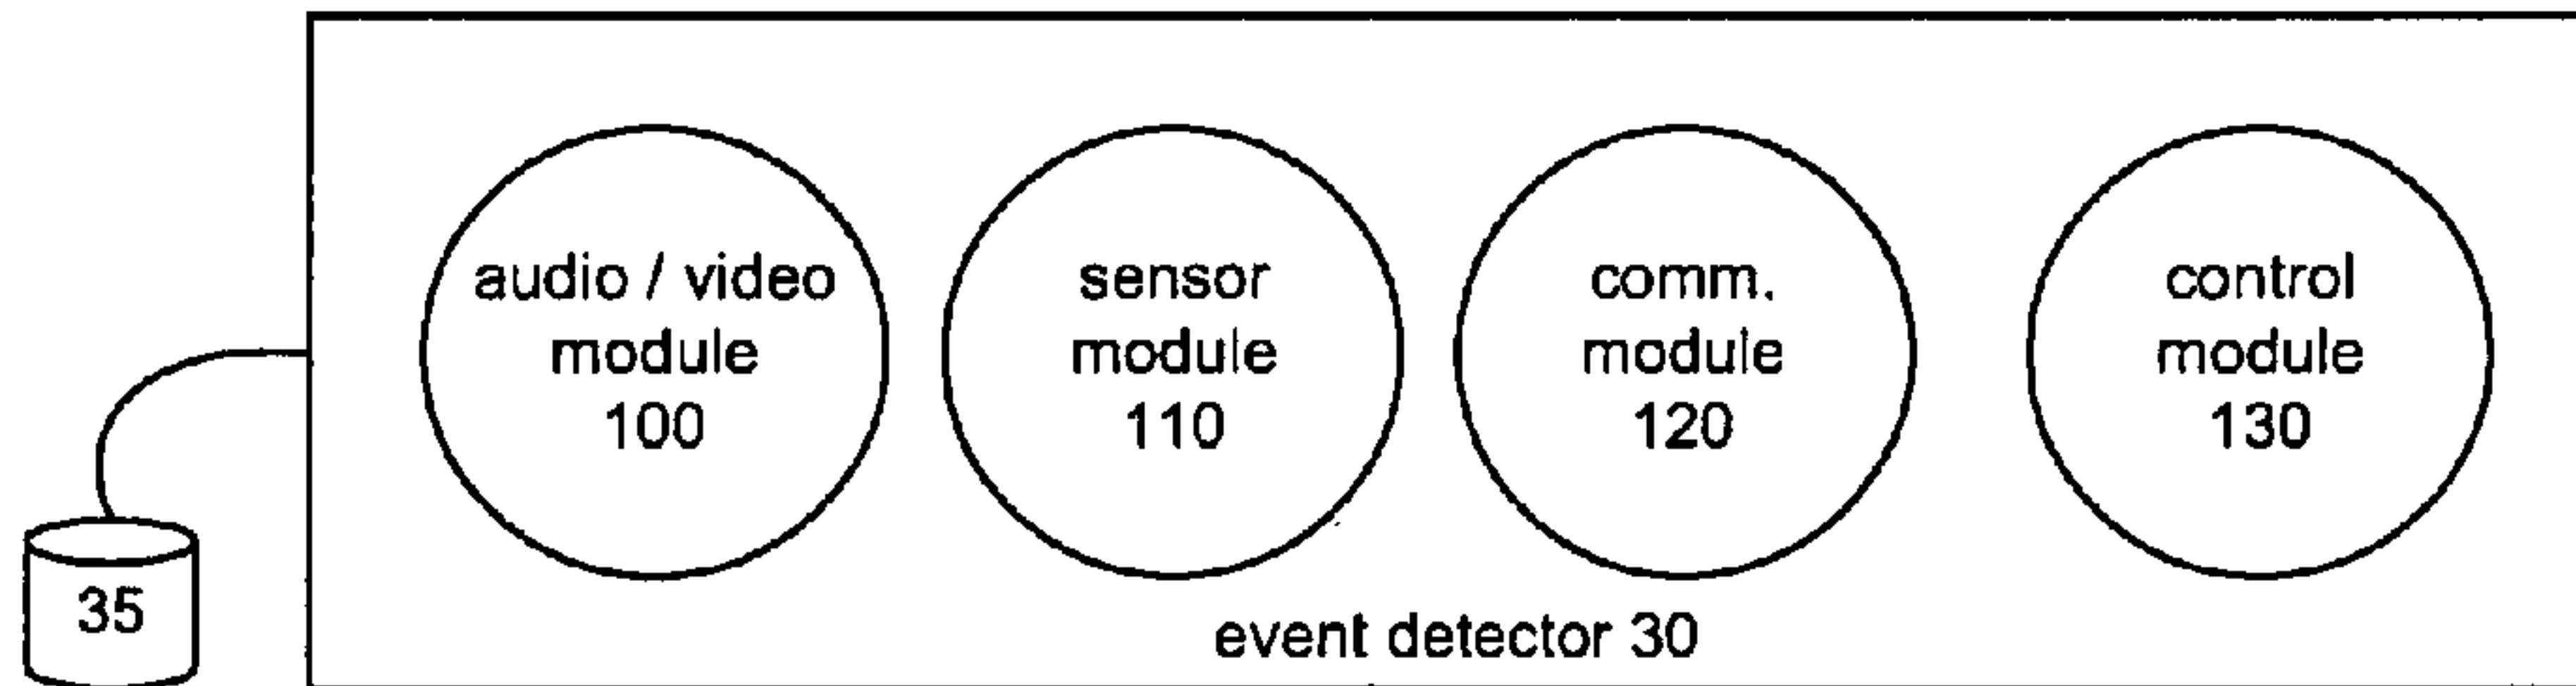 audio / video
module
100
sensor
module
110
comm.
module
120
control
module
130
35
event detector 30